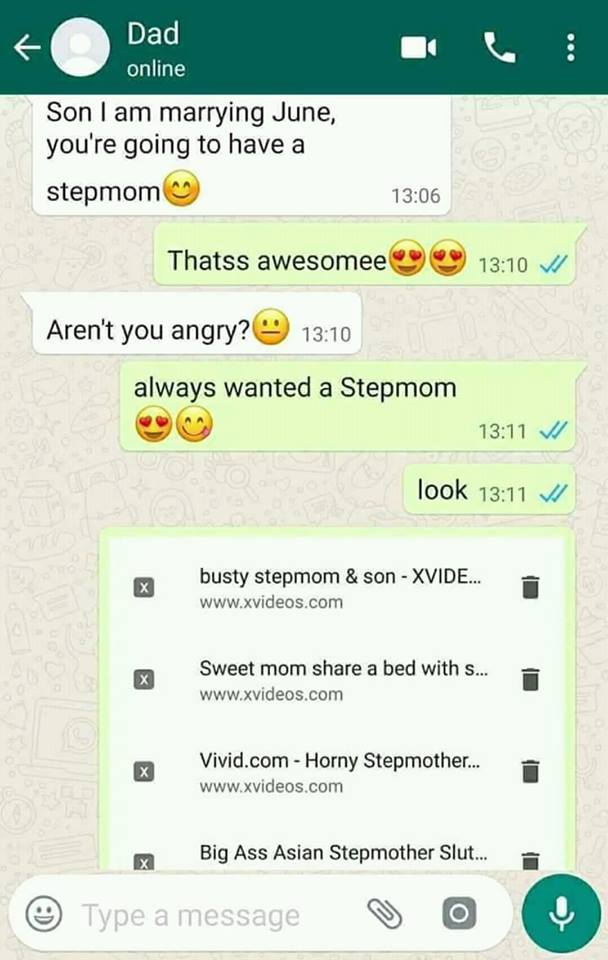 Dad
online
Son I am marrying June,
you're going to have a
stepmom😊 13:06
Thatss awesomee😍😍 13:10
Aren't you angry?😐 13:10
always wanted a Stepmom
😍😋 13:11
look 13:11
busty stepmom & son - XVIDE...
www.xvideos.com
Sweet mom share a bed with s...
www.xvideos.com
Vivid.com - Horny Stepmother...
www.xvideos.com
Big Ass Asian Stepmother Slut...
Type a message